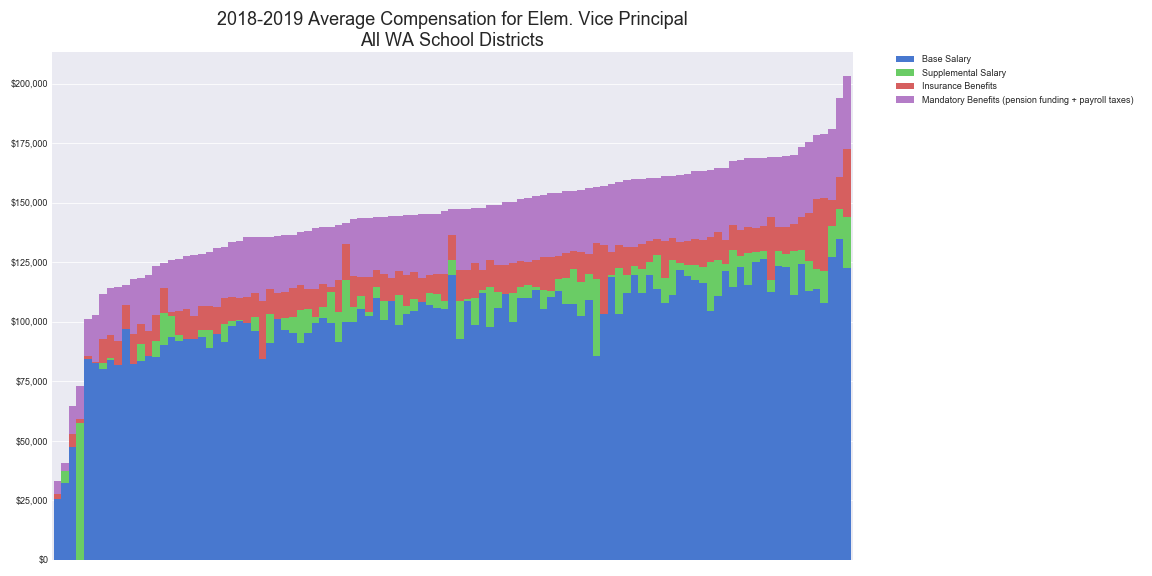 2018-2019 Average Compensation for Elem. Vice Principal
All WA School Districts
Base Salary
Supplemental Salary
Insurance Benefits
Mandatory Benefits (pension funding + payroll taxes)
$200,000
$175,000
$150,000
$125,000
$100,000
$75,000
$50,000
$25,000
$0